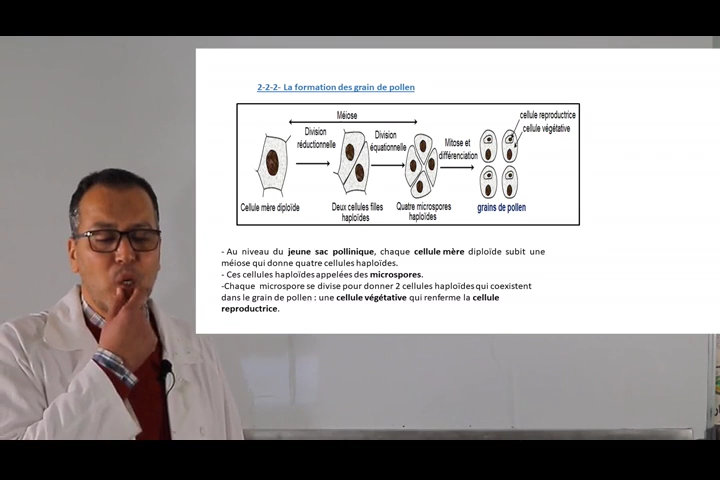 2-2-2- La formation des grain de pollen
Méiose
Division
réductionnelle
Division
équationnelle
Mitose et
différenciation
cellule reproductrice
cellule végétative
Cellule mère diploïde
Deux cellules filles
haploïdes
Quatre microspores
haploïdes
grains de pollen
- Au niveau du jeune sac pollinique, chaque cellule mère diploïde subit une
méiose qui donne quatre cellules haploïdes.
- Ces cellules haploïdes appelées des microspores.
-Chaque microspore se divise pour donner 2 cellules haploïdes qui coexistent
dans le grain de pollen : une cellule végétative qui renferme la cellule
reproductrice.